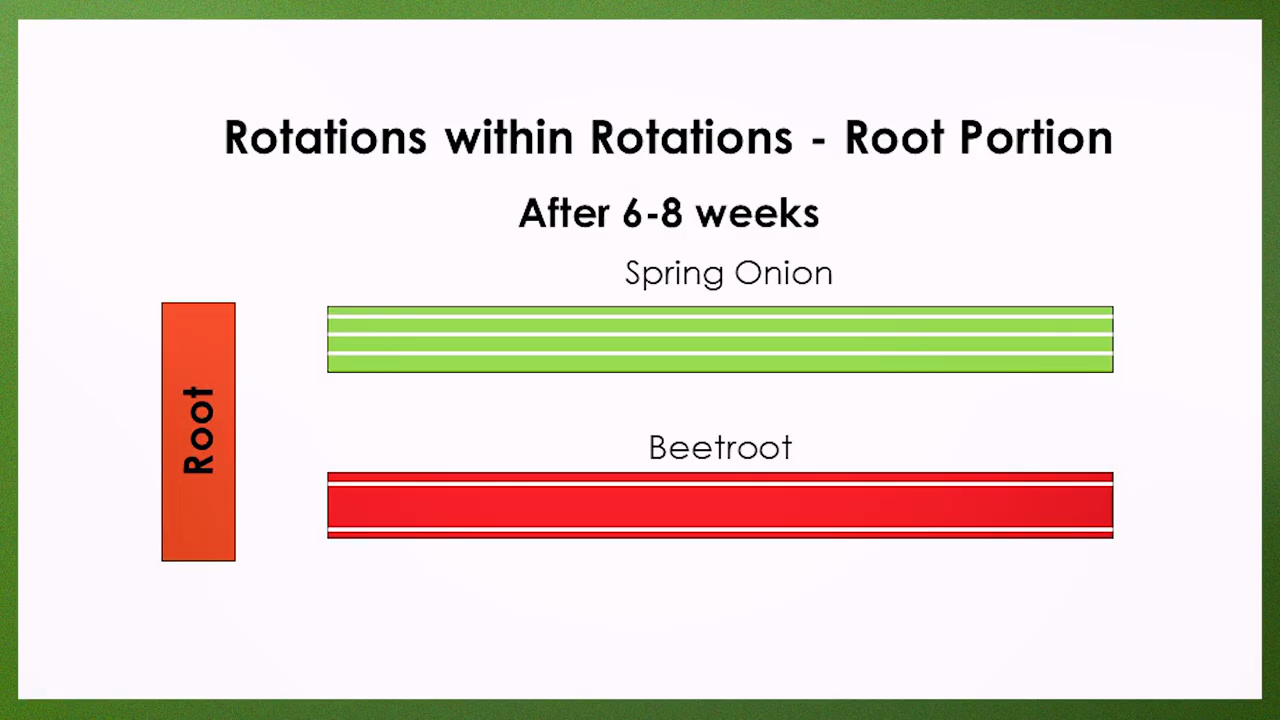 Rotations within Rotations - Root Portion
After 6-8 weeks
Spring Onion
Root
Beetroot